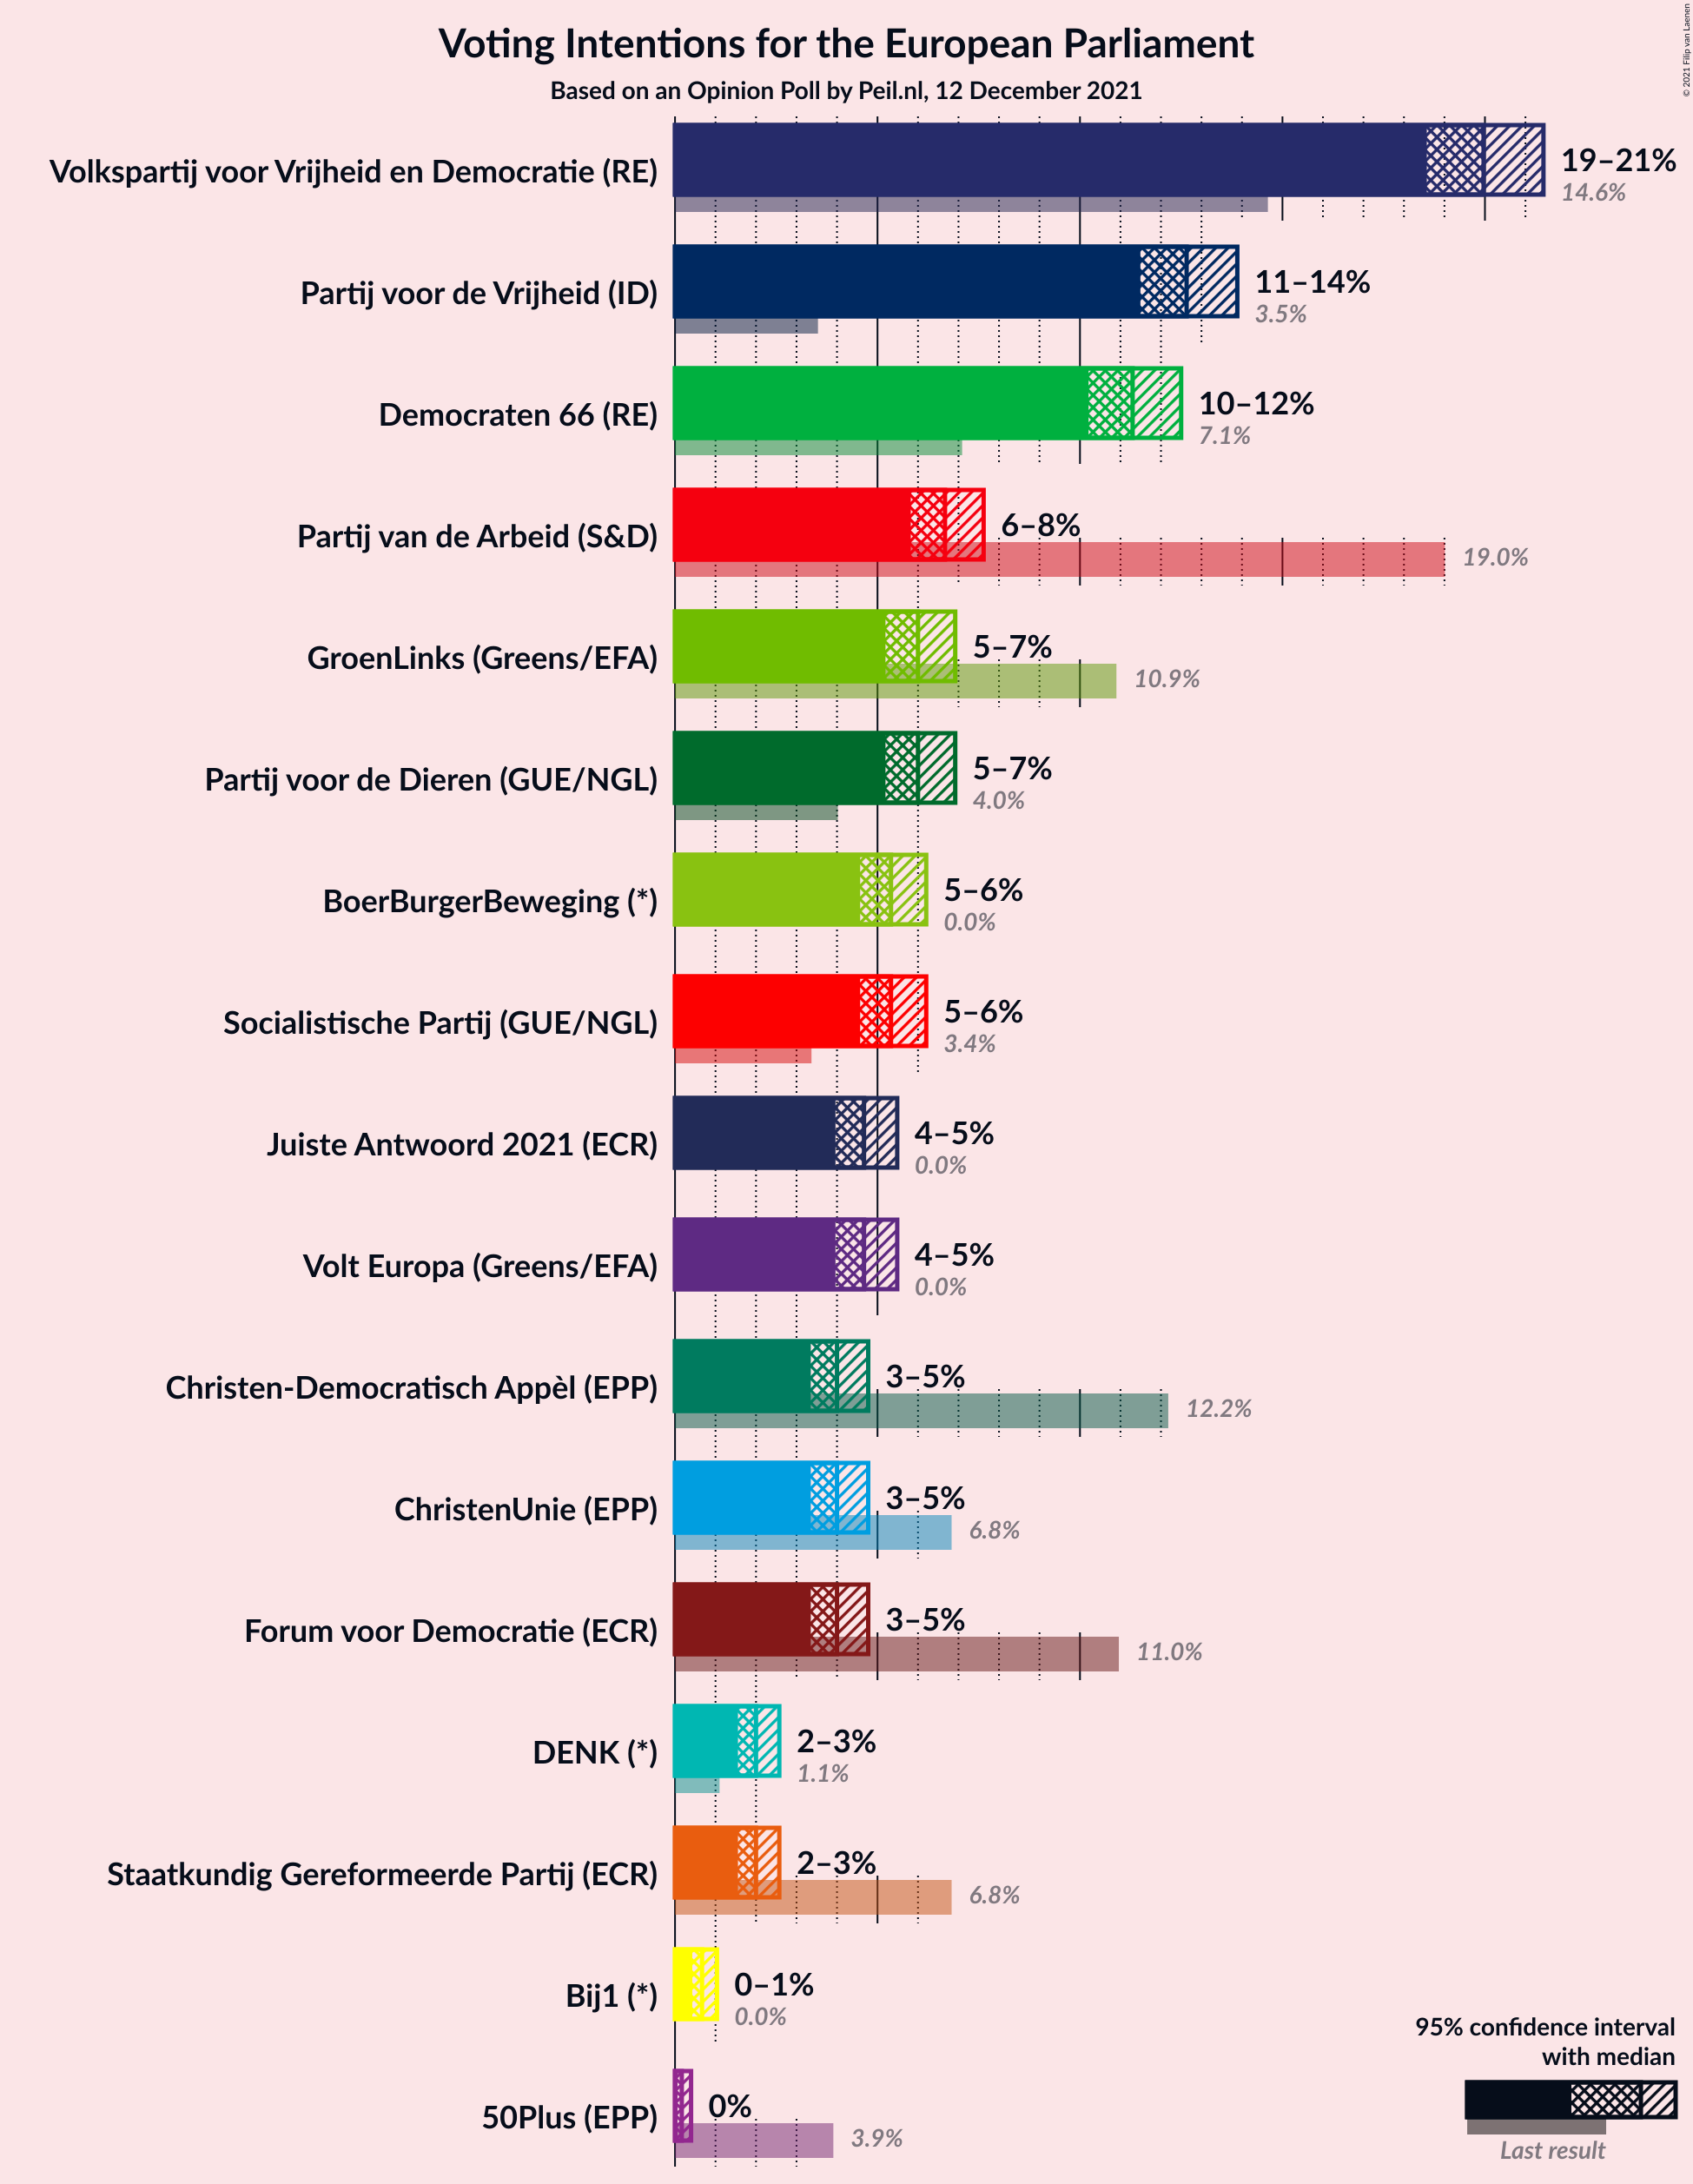 Voting Intentions for the European Parliament
Based on an Opinion Poll by Peil.nl, 12 December 2021
© 2021 Filip van Laenen
Volkspartij voor Vrijheid en Democratie (RE)
19–21%
14.6%
Partij voor de Vrijheid (ID)
11–14%
3.5%
Democraten 66 (RE)
10–12%
7.1%
Partij van de Arbeid (S&D)
6–8%
19.0%
GroenLinks (Greens/EFA)
5–7%
10.9%
Partij voor de Dieren (GUE/NGL)
5–7%
4.0%
BoerBurgerBeweging (*)
5–6%
0.0%
Socialistische Partij (GUE/NGL)
5–6%
3.4%
Juiste Antwoord 2021 (ECR)
4–5%
0.0%
Volt Europa (Greens/EFA)
4–5%
0.0%
Christen-Democratisch Appèl (EPP)
3–5%
12.2%
ChristenUnie (EPP)
3–5%
6.8%
Forum voor Democratie (ECR)
3–5%
11.0%
DENK (*)
2–3%
1.1%
Staatkundig Gereformeerde Partij (ECR)
2–3%
6.8%
Bij1 (*)
0–1%
0.0%
50Plus (EPP)
0%
3.9%
95% confidence interval
with median
Last result